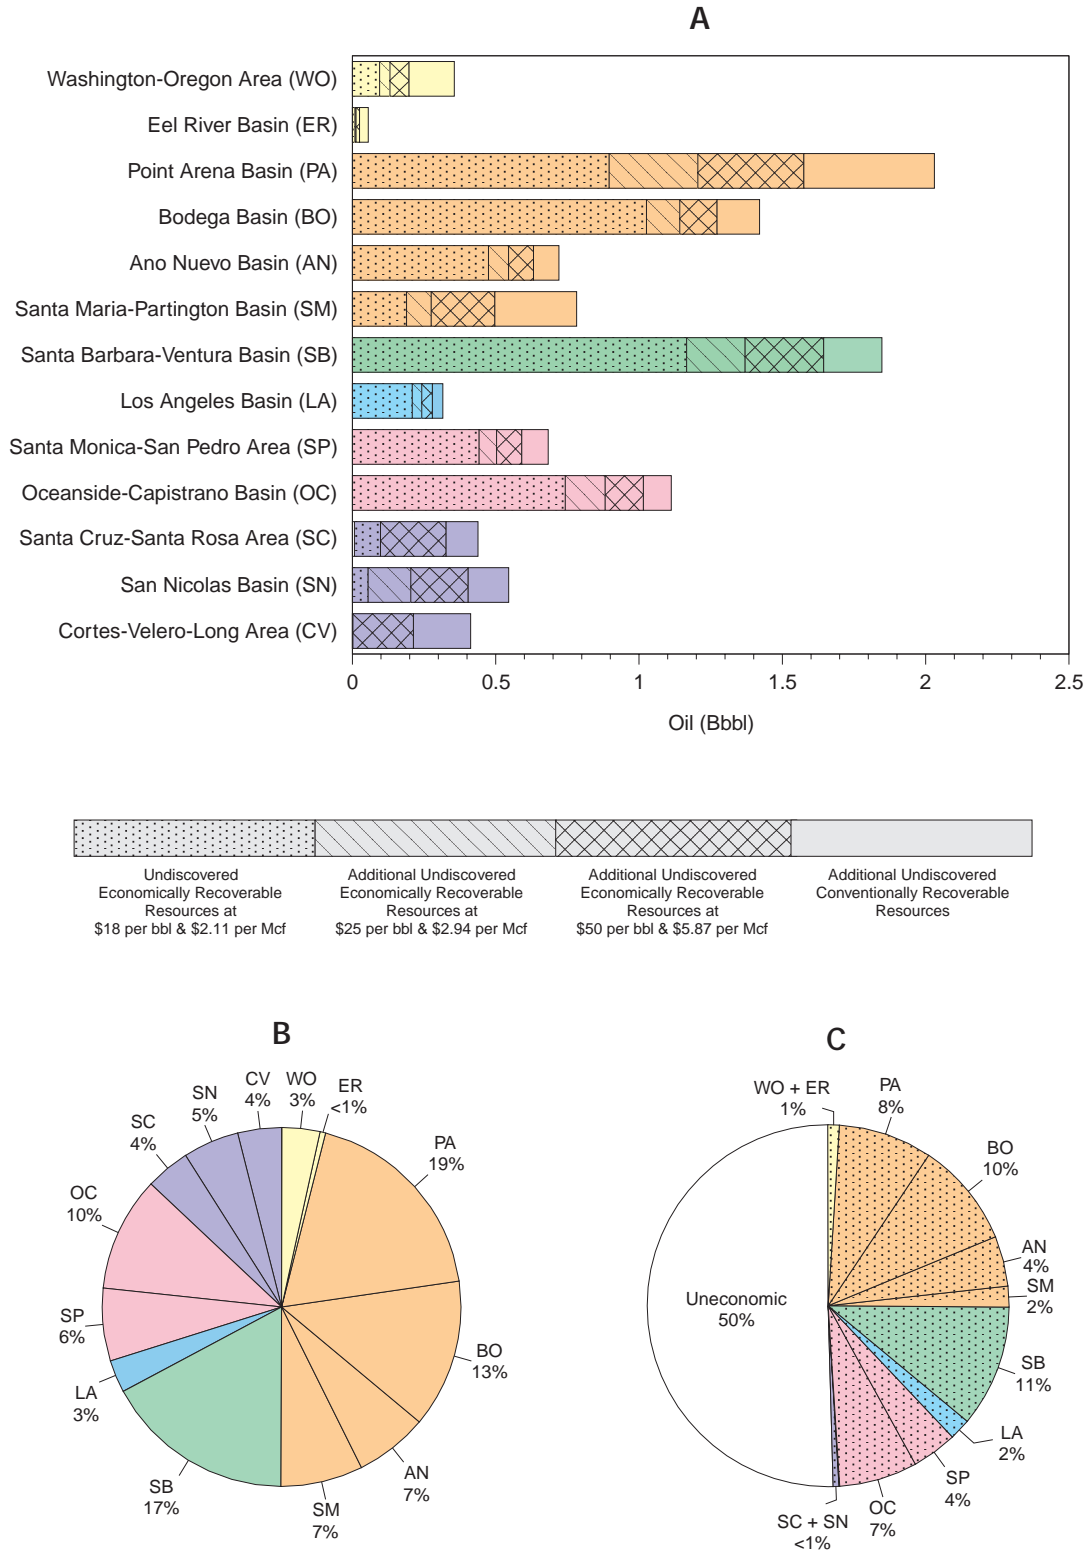 A
Washington-Oregon Area (WO)
Eel River Basin (ER)
Point Arena Basin (PA)
Bodega Basin (BO)
Ano Nuevo Basin (AN)
Santa Maria-Partington Basin (SM)
Santa Barbara-Ventura Basin (SB)
Los Angeles Basin (LA)
Santa Monica-San Pedro Area (SP)
Oceanside-Capistrano Basin (OC)
Santa Cruz-Santa Rosa Area (SC)
San Nicolas Basin (SN)
Cortes-Velero-Long Area (CV)
0 0.5 1 1.5 2 2.5
Oil (Bbbl)
Undiscovered
Economically Recoverable
Resources at
$18 per bbl & $2.11 per Mcf
Additional Undiscovered
Economically Recoverable
Resources at
$25 per bbl & $2.94 per Mcf
Additional Undiscovered
Economically Recoverable
Resources at
$50 per bbl & $5.87 per Mcf
Additional Undiscovered
Conventionally Recoverable
Resources
B
WO
3%
ER
<1%
PA
19%
BO
13%
AN
7%
SM
7%
SB
17%
LA
3%
SP
6%
OC
10%
SC
4%
SN
5%
CV
4%
C
WO + ER
1%
PA
8%
BO
10%
AN
4%
SM
2%
SB
11%
LA
2%
SP
4%
OC
7%
SC + SN
<1%
Uneconomic
50%